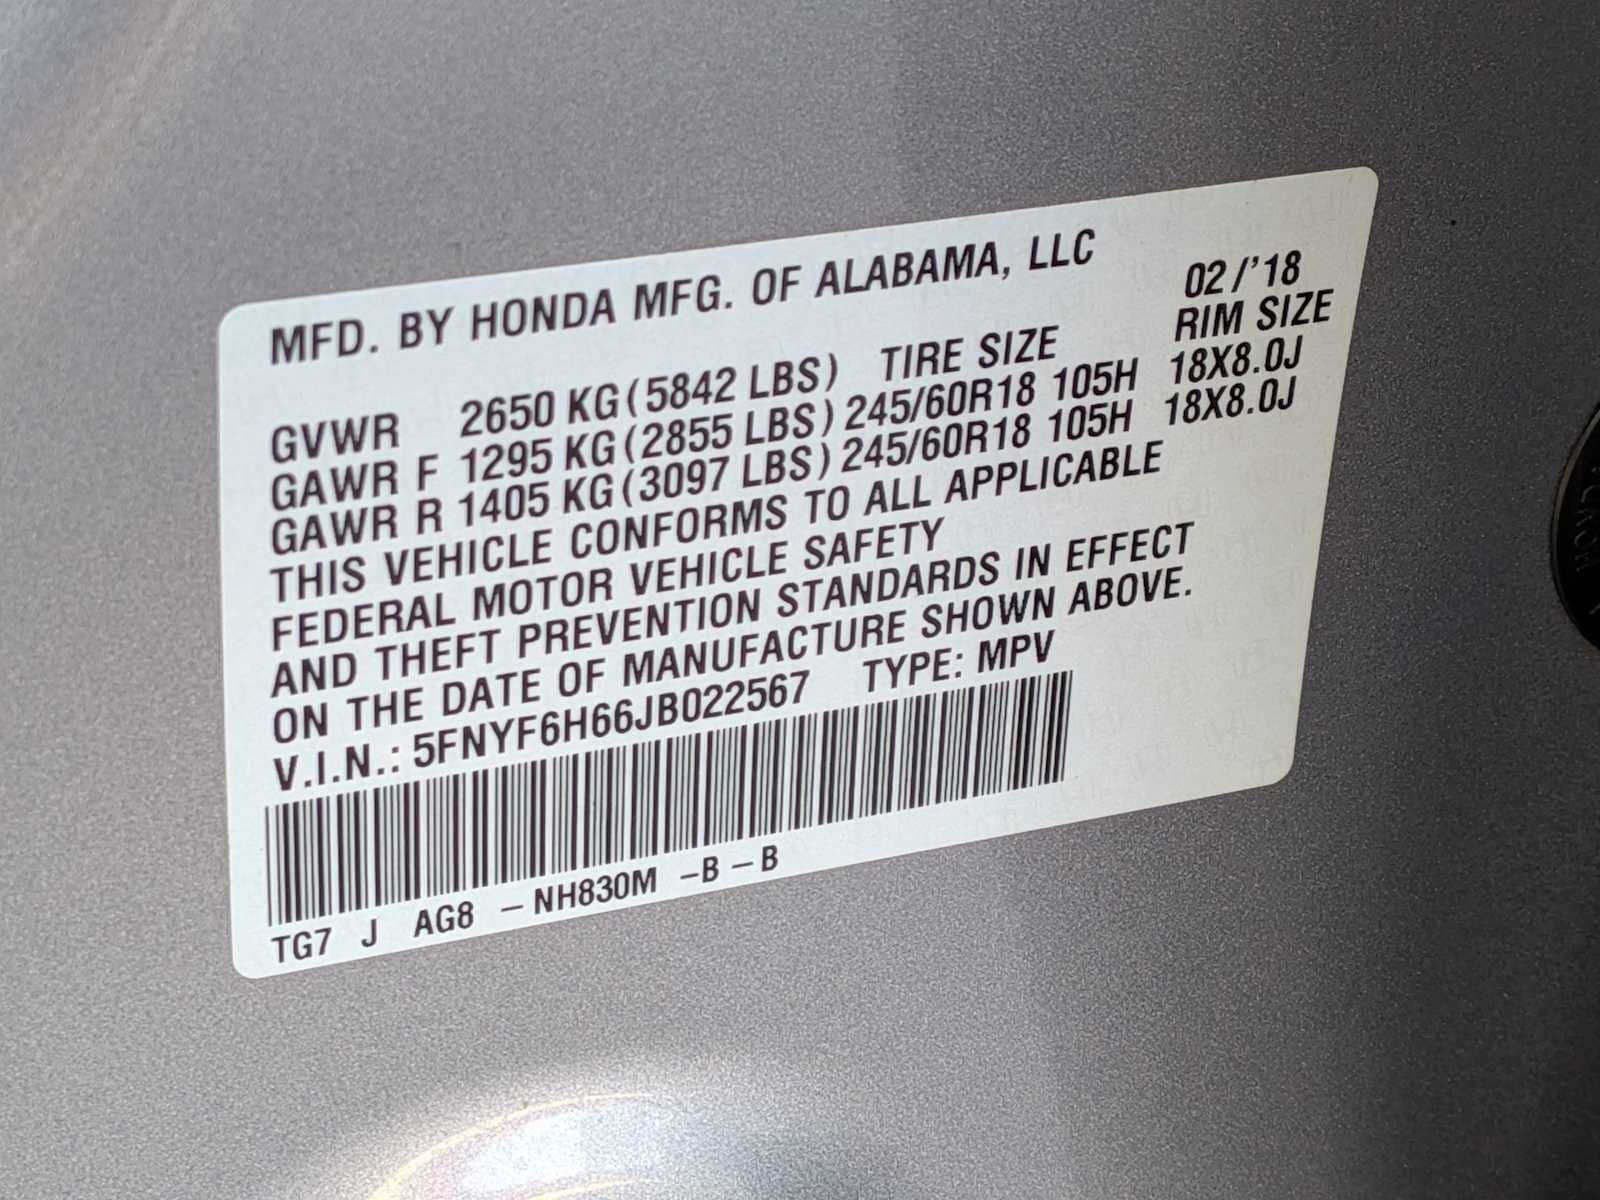 MFD. BY HONDA MFG. OF ALABAMA, LLC
02/'18
GVWR 2650 KG(5842 LBS) TIRE SIZE RIM SIZE
GAWR F 1295 KG(2855 LBS) 245/60R18 105H 18X8.0J
GAWR R 1405 KG(3097 LBS) 245/60R18 105H 18X8.0J
THIS VEHICLE CONFORMS TO ALL APPLICABLE
FEDERAL MOTOR VEHICLE SAFETY
AND THEFT PREVENTION STANDARDS IN EFFECT
ON THE DATE OF MANUFACTURE SHOWN ABOVE.
V.I.N.: 5FNYF6H66JB022567 TYPE: MPV
TG7 J AG8 –NH830M –B –B